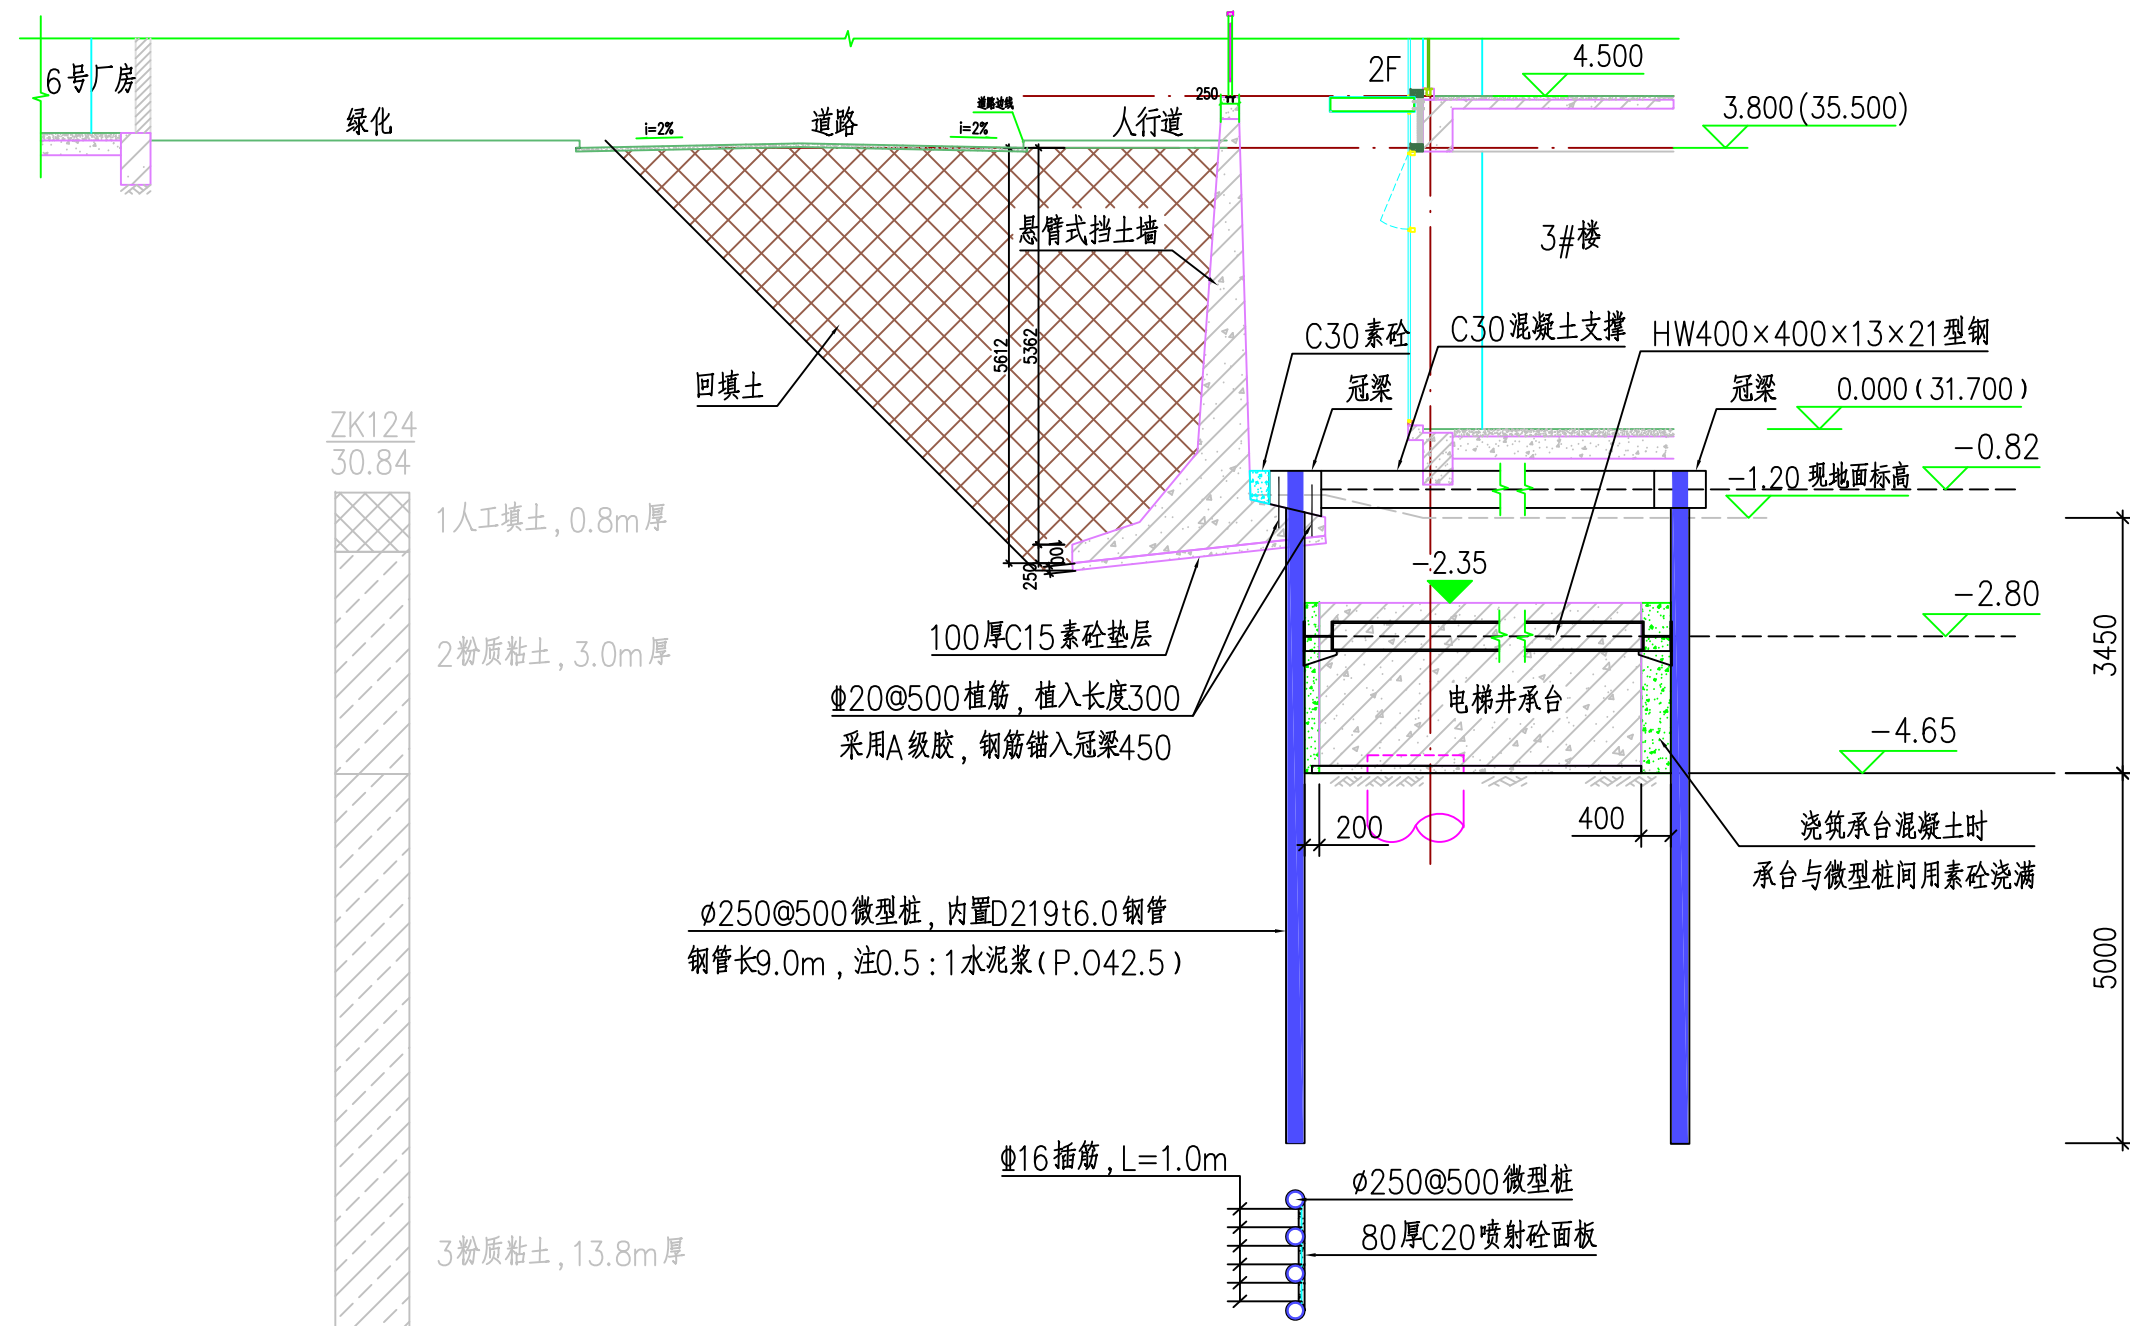 2F
4.500
6号厂房
250
道路边线
3.800(35.500)
绿化
i=2%
道路
i=2%
人行道
悬臂式挡土墙
3#楼
C30素砼
C30混凝土支撑
HW400×400×13×21型钢
5612
5362
回填土
冠梁
冠梁
0.000(31.700)
ZK124
30.84
-0.82
-1.20现地面标高
1人工填土,0.8m厚
250
-2.35
-2.80
100厚C15素砼垫层
2粉质粘土,3.0m厚
3450
Φ20@500植筋,植入长度300
采用A级胶,钢筋锚入冠梁450
电梯井承台
-4.65
200
400
浇筑承台混凝土时
承台与微型桩间用素砼浇满
ø250@500微型桩,内置D219t6.0钢管
钢管长9.0m,注0.5:1水泥浆(P.O42.5)
5000
Φ16插筋,L=1.0m
ø250@500微型桩
80厚C20喷射砼面板
3粉质粘土,13.8m厚